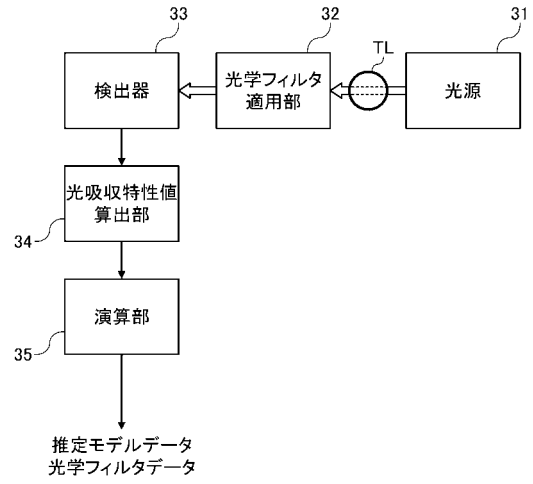 33
32
TL
31
検出器
光学フィルタ
適用部
光源
光吸収特性値
算出部
34
演算部
35
推定モデルデータ
光学フィルタデータ